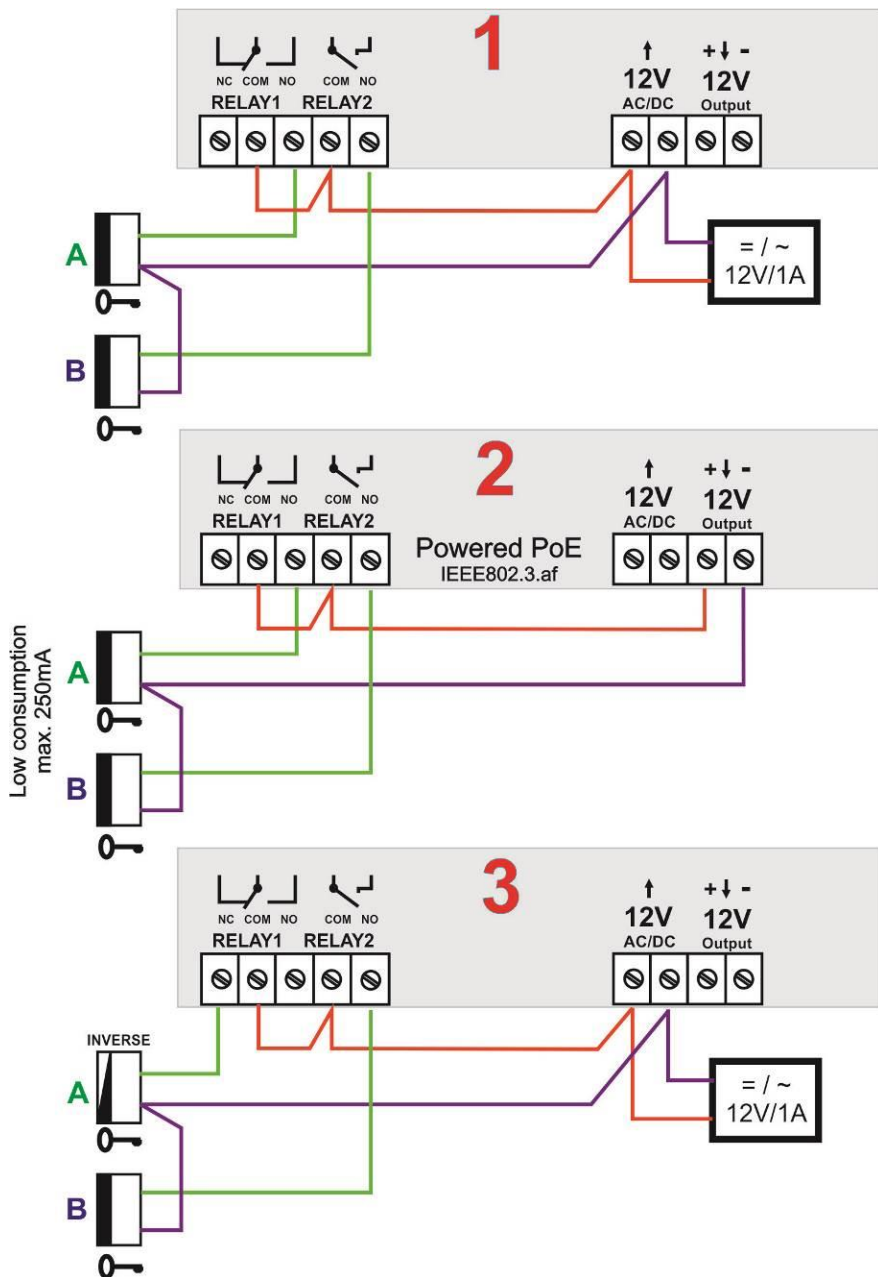 1
NC COM NO COM NO
RELAY1 RELAY2
12V
AC/DC
+ -
12V
Output
A
B
= / ~
12V/1A
2
NC COM NO COM NO
RELAY1 RELAY2
Powered PoE
IEEE802.3.af
12V
AC/DC
+ -
12V
Output
Low consumption
max. 250mA
A
B
3
NC COM NO COM NO
RELAY1 RELAY2
12V
AC/DC
+ -
12V
Output
INVERSE
A
B
= / ~
12V/1A